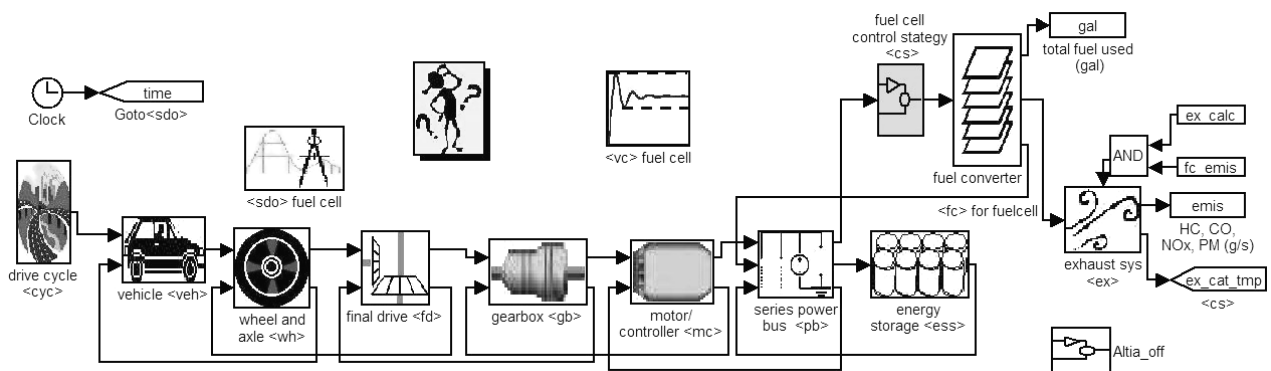 fuel cell
control stategy
<cs>
gal
total fuel used
(gal)
time
Clock
Goto<sdo>
<vc> fuel cell
fuel converter
ex_calc
AND
fc_emis
<sdo> fuel cell
<fc> for fuelcell
emis
HC, CO,
NOx, PM (g/s)
drive cycle
<cyc>
vehicle <veh>
wheel and
axle <wh>
final drive <fd>
gearbox <gb>
motor/
controller <mc>
series power
bus <pb>
energy
storage <ess>
exhaust sys
<ex>
ex_cat_tmp
<cs>
Altia_off